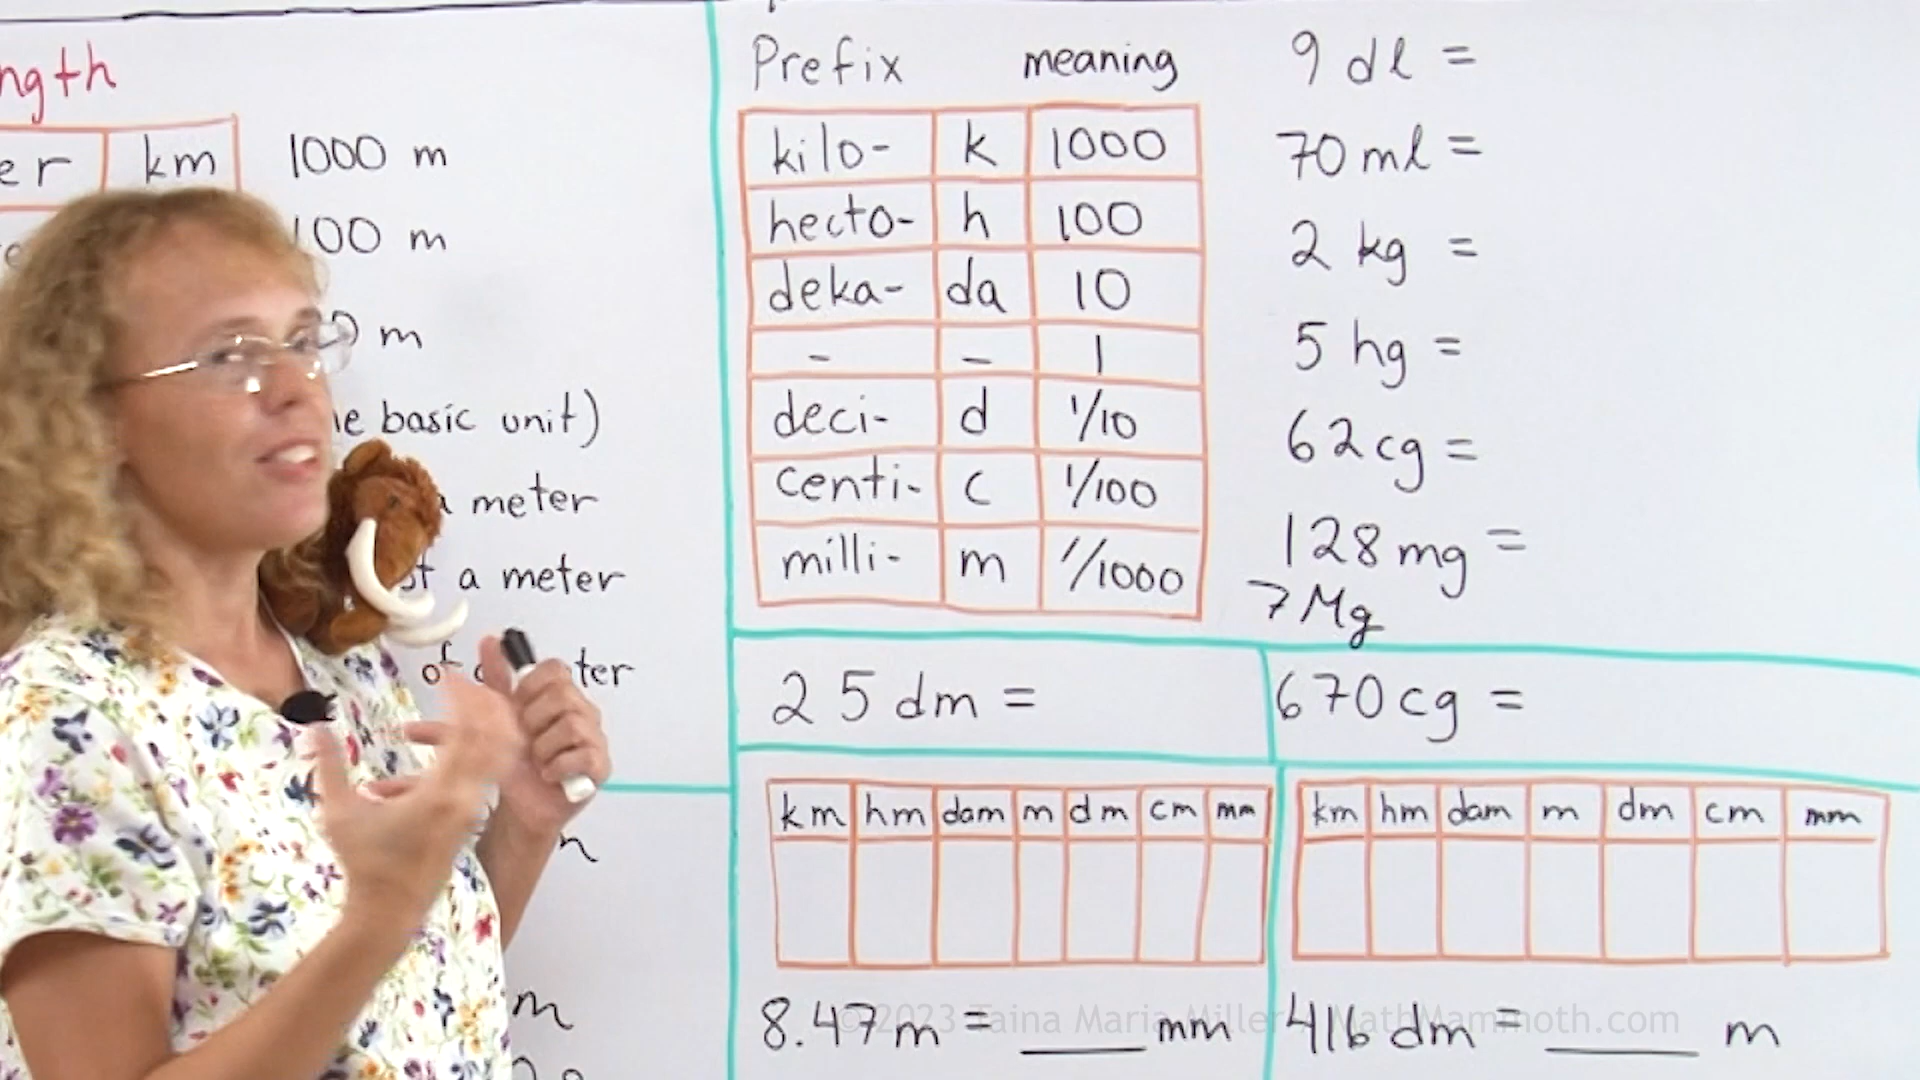 ngth
er km 1000 m
100 m
m
e basic unit)
a meter
a meter
of
ter
m
Prefix meaning
kilo- k 1000
hecto- h 100
deka- da 10
- - 1
deci- d 1/10
centi- c 1/100
milli- m 1/1000
9 dl =
70 ml =
2 kg =
5 hg =
62 cg =
128 mg =
7 Mg
25 dm =
670 cg =
km hm dam m dm cm mm
8.47 m = ____ mm
km hm dam m dm cm mm
416 dm = ____ m
©2023 Taina Maria Miller / MathMammoth.com